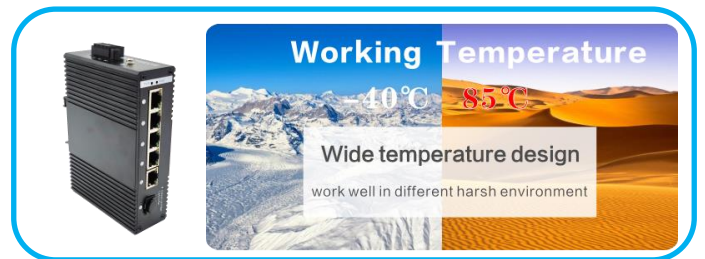 Working Temperature
-40℃ 85℃
Wide temperature design
work well in different harsh environment